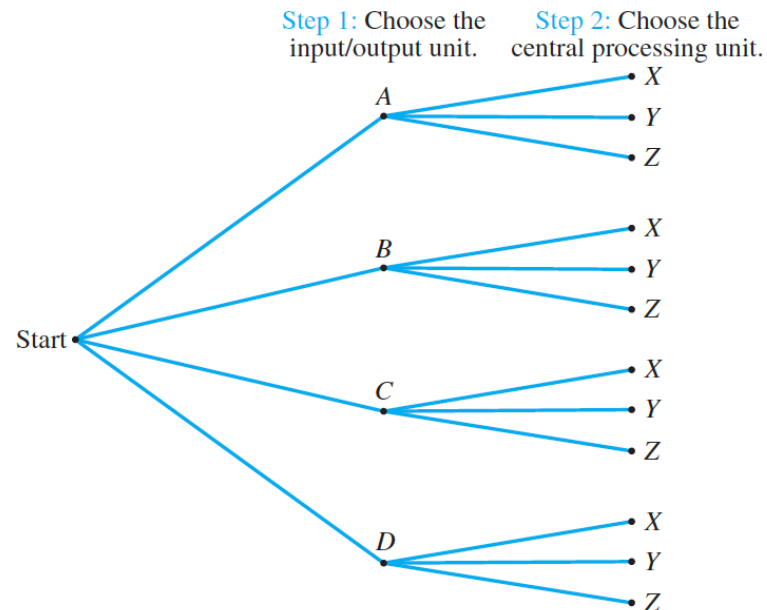 Step 1: Choose the
input/output unit.
Step 2: Choose the
central processing unit.
A
X
Y
Z
B
X
Y
Z
Start
C
X
Y
Z
D
X
Y
Z